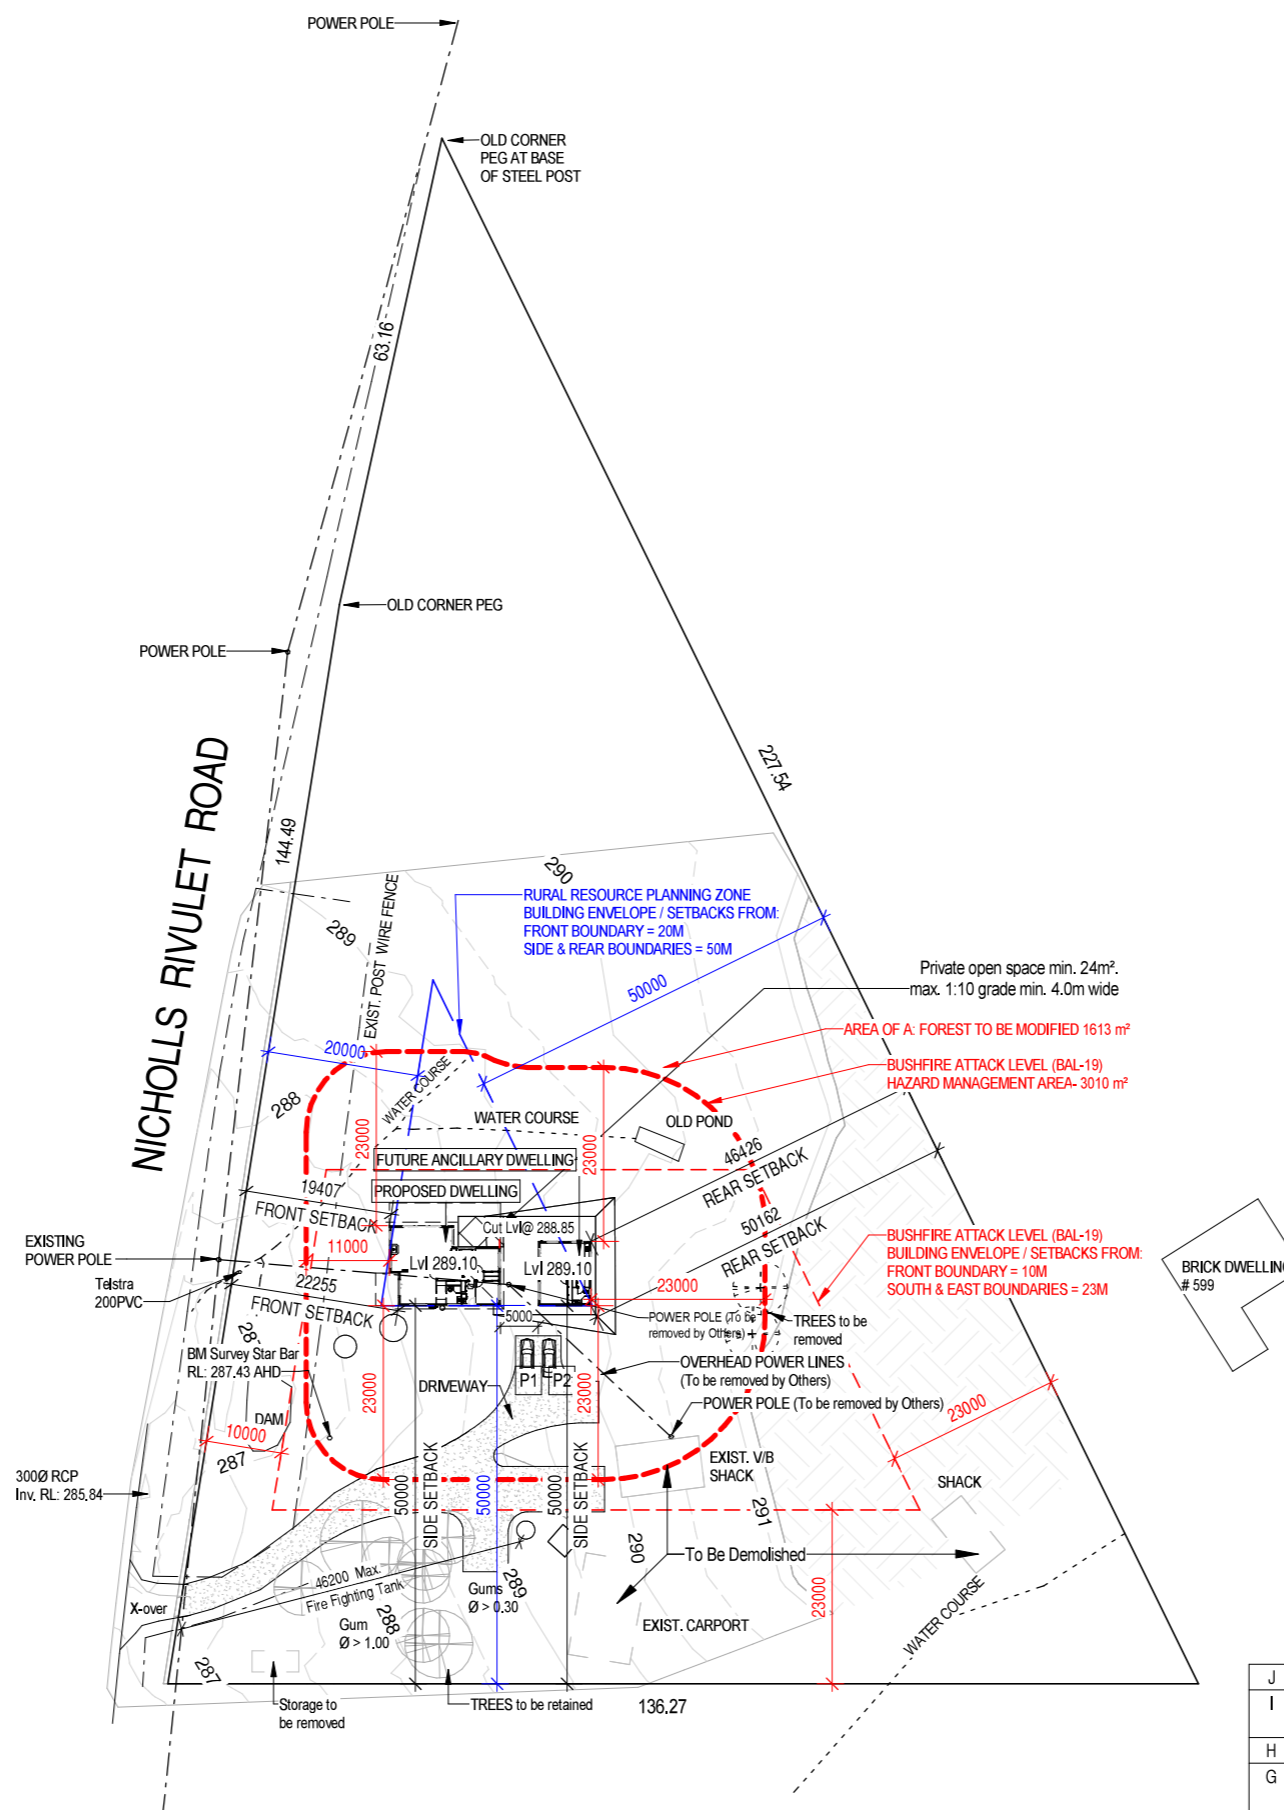 POWER POLE
OLD CORNER
PEG AT BASE
OF STEEL POST
63.16
OLD CORNER PEG
POWER POLE
227.54
NICHOLLS RIVULET ROAD
144.49
290
289
EXIST. POST WIRE FENCE
RURAL RESOURCE PLANNING ZONE
BUILDING ENVELOPE / SETBACKS FROM:
FRONT BOUNDARY = 20M
SIDE & REAR BOUNDARIES = 50M
50000
Private open space min. 24m².
max. 1:10 grade min. 4.0m wide
AREA OF A: FOREST TO BE MODIFIED 1613 m²
20000
BUSHFIRE ATTACK LEVEL (BAL-19)
HAZARD MANAGEMENT AREA- 3010 m²
WATER COURSE
288
WATER COURSE
OLD POND
23000
23000
46426
REAR SETBACK
FUTURE ANCILLARY DWELLING
PROPOSED DWELLING
19407
FRONT SETBACK
50162
REAR SETBACK
Cut Lvl@ 288.85
EXISTING
POWER POLE
11000
Lvl 289.10
Lvl 289.10
BUSHFIRE ATTACK LEVEL (BAL-19)
BUILDING ENVELOPE / SETBACKS FROM:
FRONT BOUNDARY = 10M
SOUTH & EAST BOUNDARIES = 23M
BRICK DWELLING
# 599
Telstra
200PVC
22255
FRONT SETBACK
23000
5000
POWER POLE (To be
removed by Others)
TREES to be
removed
BM Survey Star Bar
RL: 287.43 AHD
OVERHEAD POWER LINES
(To be removed by Others)
P1
P2
DRIVEWAY
23000
23000
POWER POLE (To be removed by Others)
23000
DAM
10000
287
EXIST. V/B
SHACK
300Ø RCP
Inv. RL: 285.84
SHACK
50000
SIDE SETBACK
50000
50000
SIDE SETBACK
291
290
To Be Demolished
46200 Max.
Fire Fighting Tank
289
23000
X-over
Gums
Ø > 0.30
Gum
Ø > 1.00
288
EXIST. CARPORT
WATER COURSE
287
Storage to
be removed
TREES to be retained
136.27
J
I
H
G